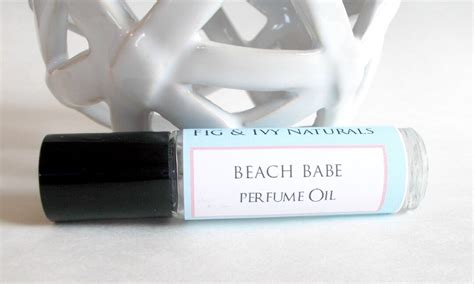 Fig & Ivy Naturals
BEACH BABE
PERFUME OIL